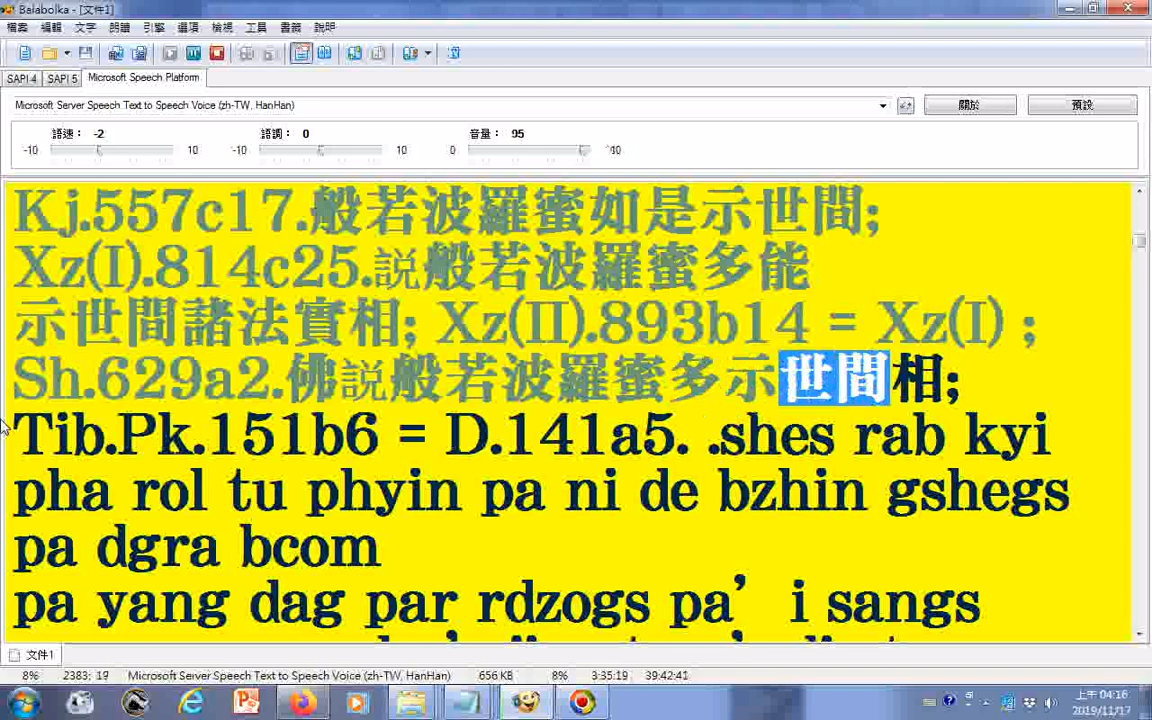 Balabolka - [文件1]
檔案 編輯 文字 朗讀 引擎 選項 檢視 工具 書籤 說明
SAPI 4 SAPI 5 Microsoft Speech Platform
Microsoft Server Speech Text to Speech Voice (zh-TW, HanHan) 關於 預設
語速: -2 語調: 0 音量: 95
-10 10 -10 10 0 100
Kj.557c17.般若波羅蜜如是示世間;
Xz(I).814c25.説般若波羅蜜多能
示世間諸法實相; Xz(II).893b14 = Xz(I) ;
Sh.629a2.佛説般若波羅蜜多示世間相;
Tib.Pk.151b6 = D.141a5. .shes rab kyi
pha rol tu phyin pa ni de bzhin gshegs
pa dgra bcom
pa yang dag par rdzogs pa’ i sangs
文件1
8% 2383: 19 Microsoft Server Speech Text to Speech Voice (zh-TW, HanHan) 656 KB 8% 3:35:19 39:42:41
上午 04:16
2019/11/17